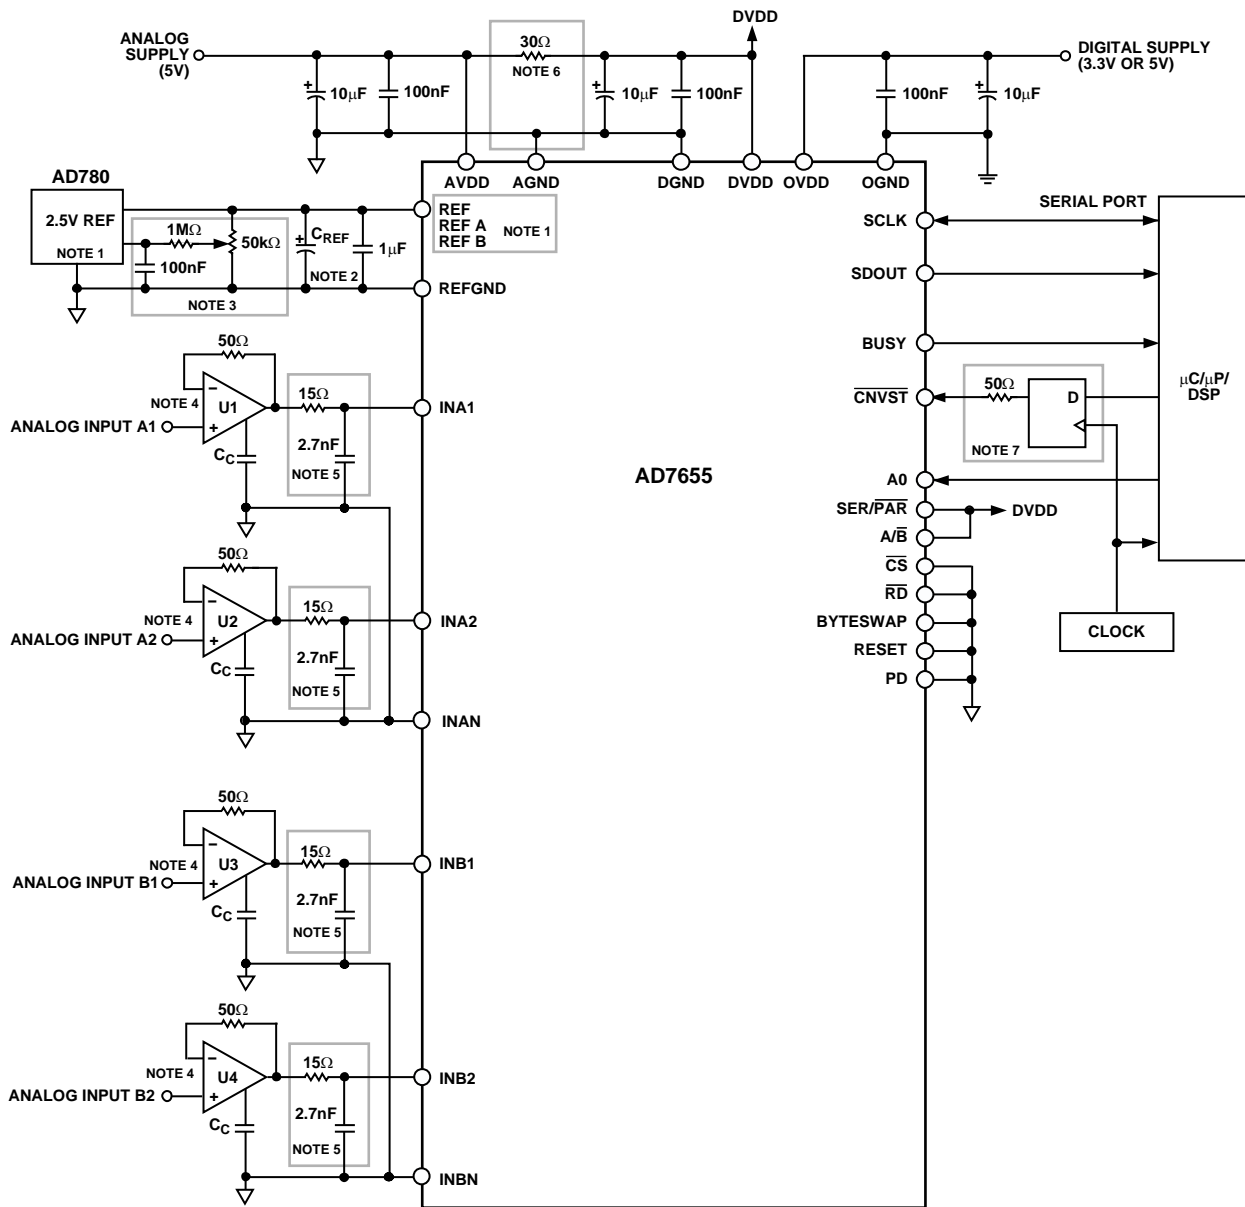 ANALOG
SUPPLY
(5V)
30Ω
NOTE 6
DVDD
DIGITAL SUPPLY
(3.3V OR 5V)
+
10μF
100nF
+
10μF
100nF
100nF
+
10μF
AVDD
AGND
DGND
DVDD
OVDD
OGND
AD780
2.5V REF
NOTE 1
1MΩ
50kΩ
100nF
NOTE 3
+
CREF
NOTE 2
1μF
REF
REF A
REF B
NOTE 1
REFGND
SERIAL PORT
SCLK
SDOUT
BUSY
CNVST
50Ω
D
NOTE 7
μC/μP/
DSP
A0
SER/PAR
DVDD
A/B
CS
RD
BYTESWAP
RESET
PD
CLOCK
AD7655
50Ω
NOTE 4
−
U1
+
ANALOG INPUT A1
CC
15Ω
2.7nF
NOTE 5
INA1
50Ω
NOTE 4
−
U2
+
ANALOG INPUT A2
CC
15Ω
2.7nF
NOTE 5
INA2
INAN
50Ω
NOTE 4
−
U3
+
ANALOG INPUT B1
CC
15Ω
2.7nF
NOTE 5
INB1
50Ω
NOTE 4
−
U4
+
ANALOG INPUT B2
CC
15Ω
2.7nF
NOTE 5
INB2
INBN